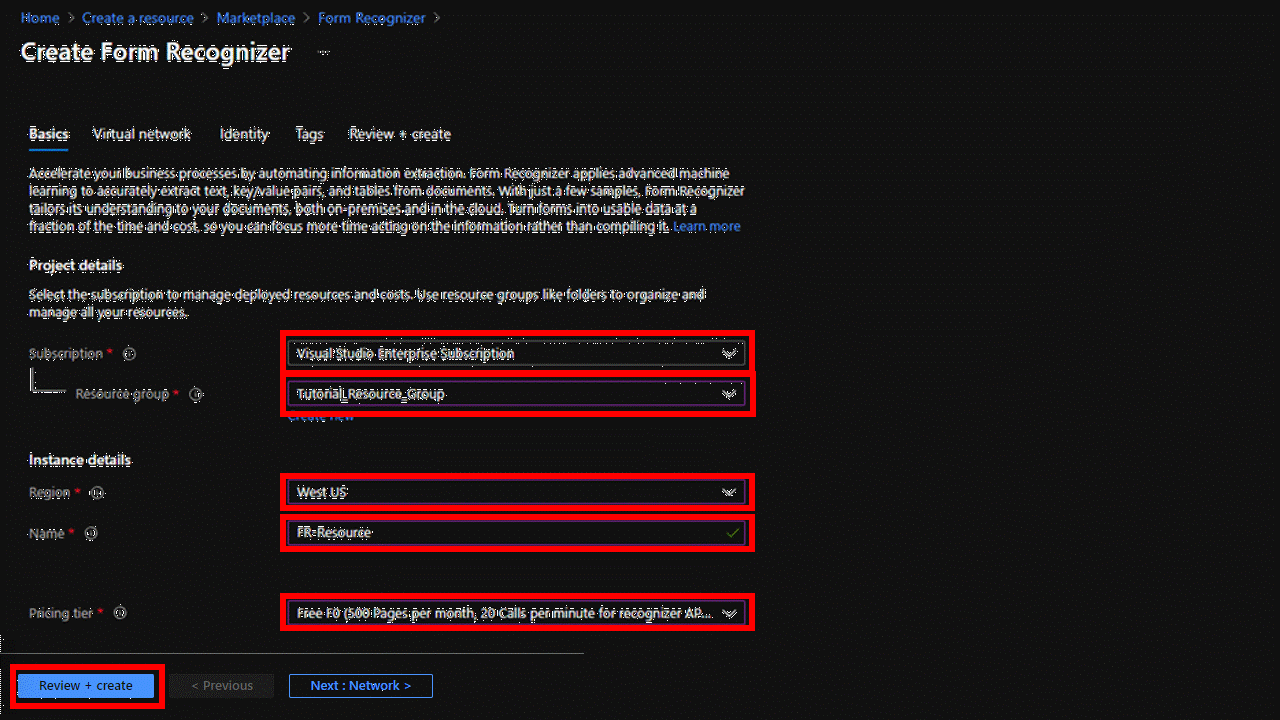 Home > Create a resource > Marketplace > Form Recognizer >
Create Form Recognizer ...
Basics Virtual network Identity Tags Review + create
Accelerate your business processes by automating information extraction. Form Recognizer applies advanced machine
learning to accurately extract text, key/value pairs, and tables from documents. With just a few samples, Form Recognizer
tailors its understanding to your documents, both on-premises and in the cloud. Turn forms into usable data at a
fraction of the time and cost, so you can focus more time acting on the information rather than compiling it. Learn more
Project details
Select the subscription to manage deployed resources and costs. Use resource groups like folders to organize and
manage all your resources.
Subscription * Visual Studio Enterprise Subscription
Resource group * Tutorial_Resource_Group
Create new
Instance details
Region * West US
Name * FR-Resource
Pricing tier * Free F0 (500 Pages per month, 20 Calls per minute for recognizer AP...
Review + create < Previous Next : Network >